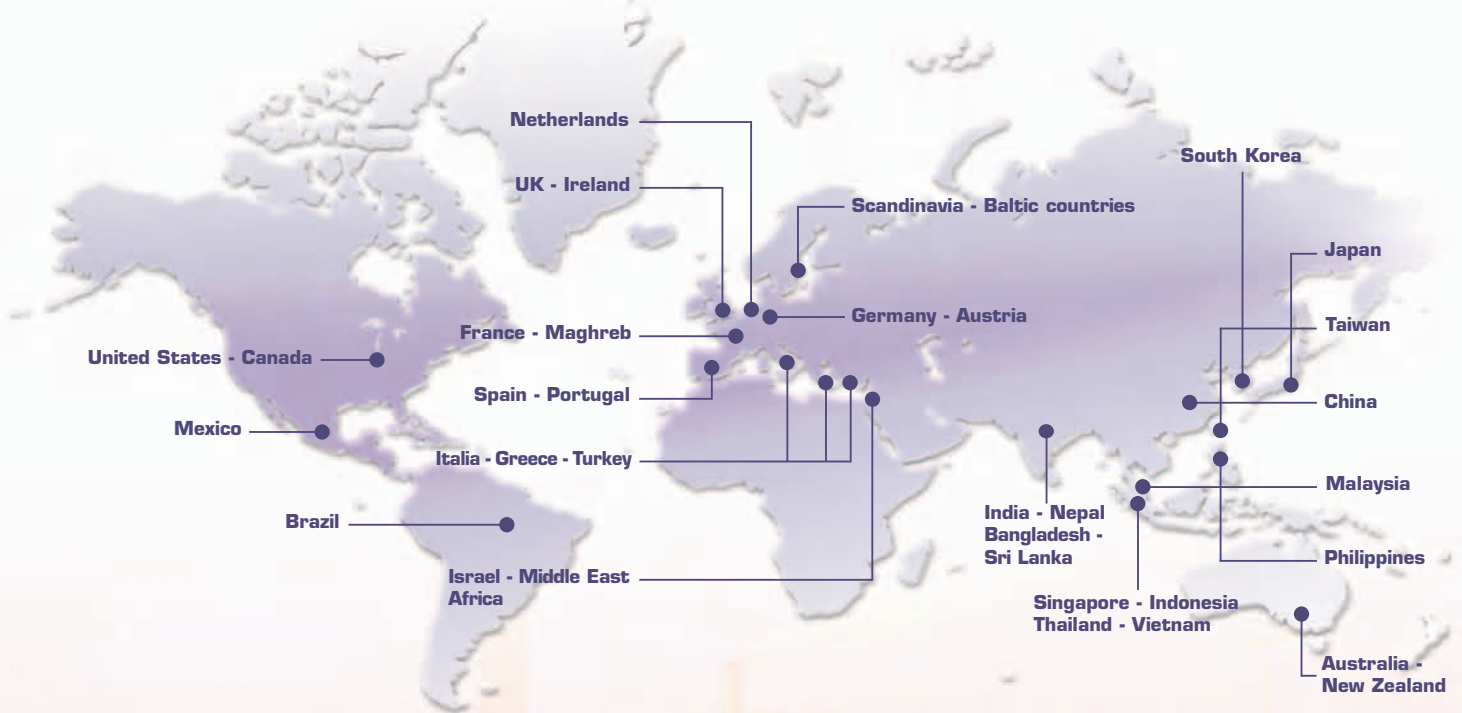 Netherlands
UK - Ireland
South Korea
Scandinavia - Baltic countries
Japan
Germany - Austria
Taiwan
France - Maghreb
United States - Canada
Spain - Portugal
China
Mexico
Italia - Greece - Turkey
Malaysia
India - Nepal
Bangladesh -
Sri Lanka
Brazil
Philippines
Israel - Middle East
Africa
Singapore - Indonesia
Thailand - Vietnam
Australia -
New Zealand